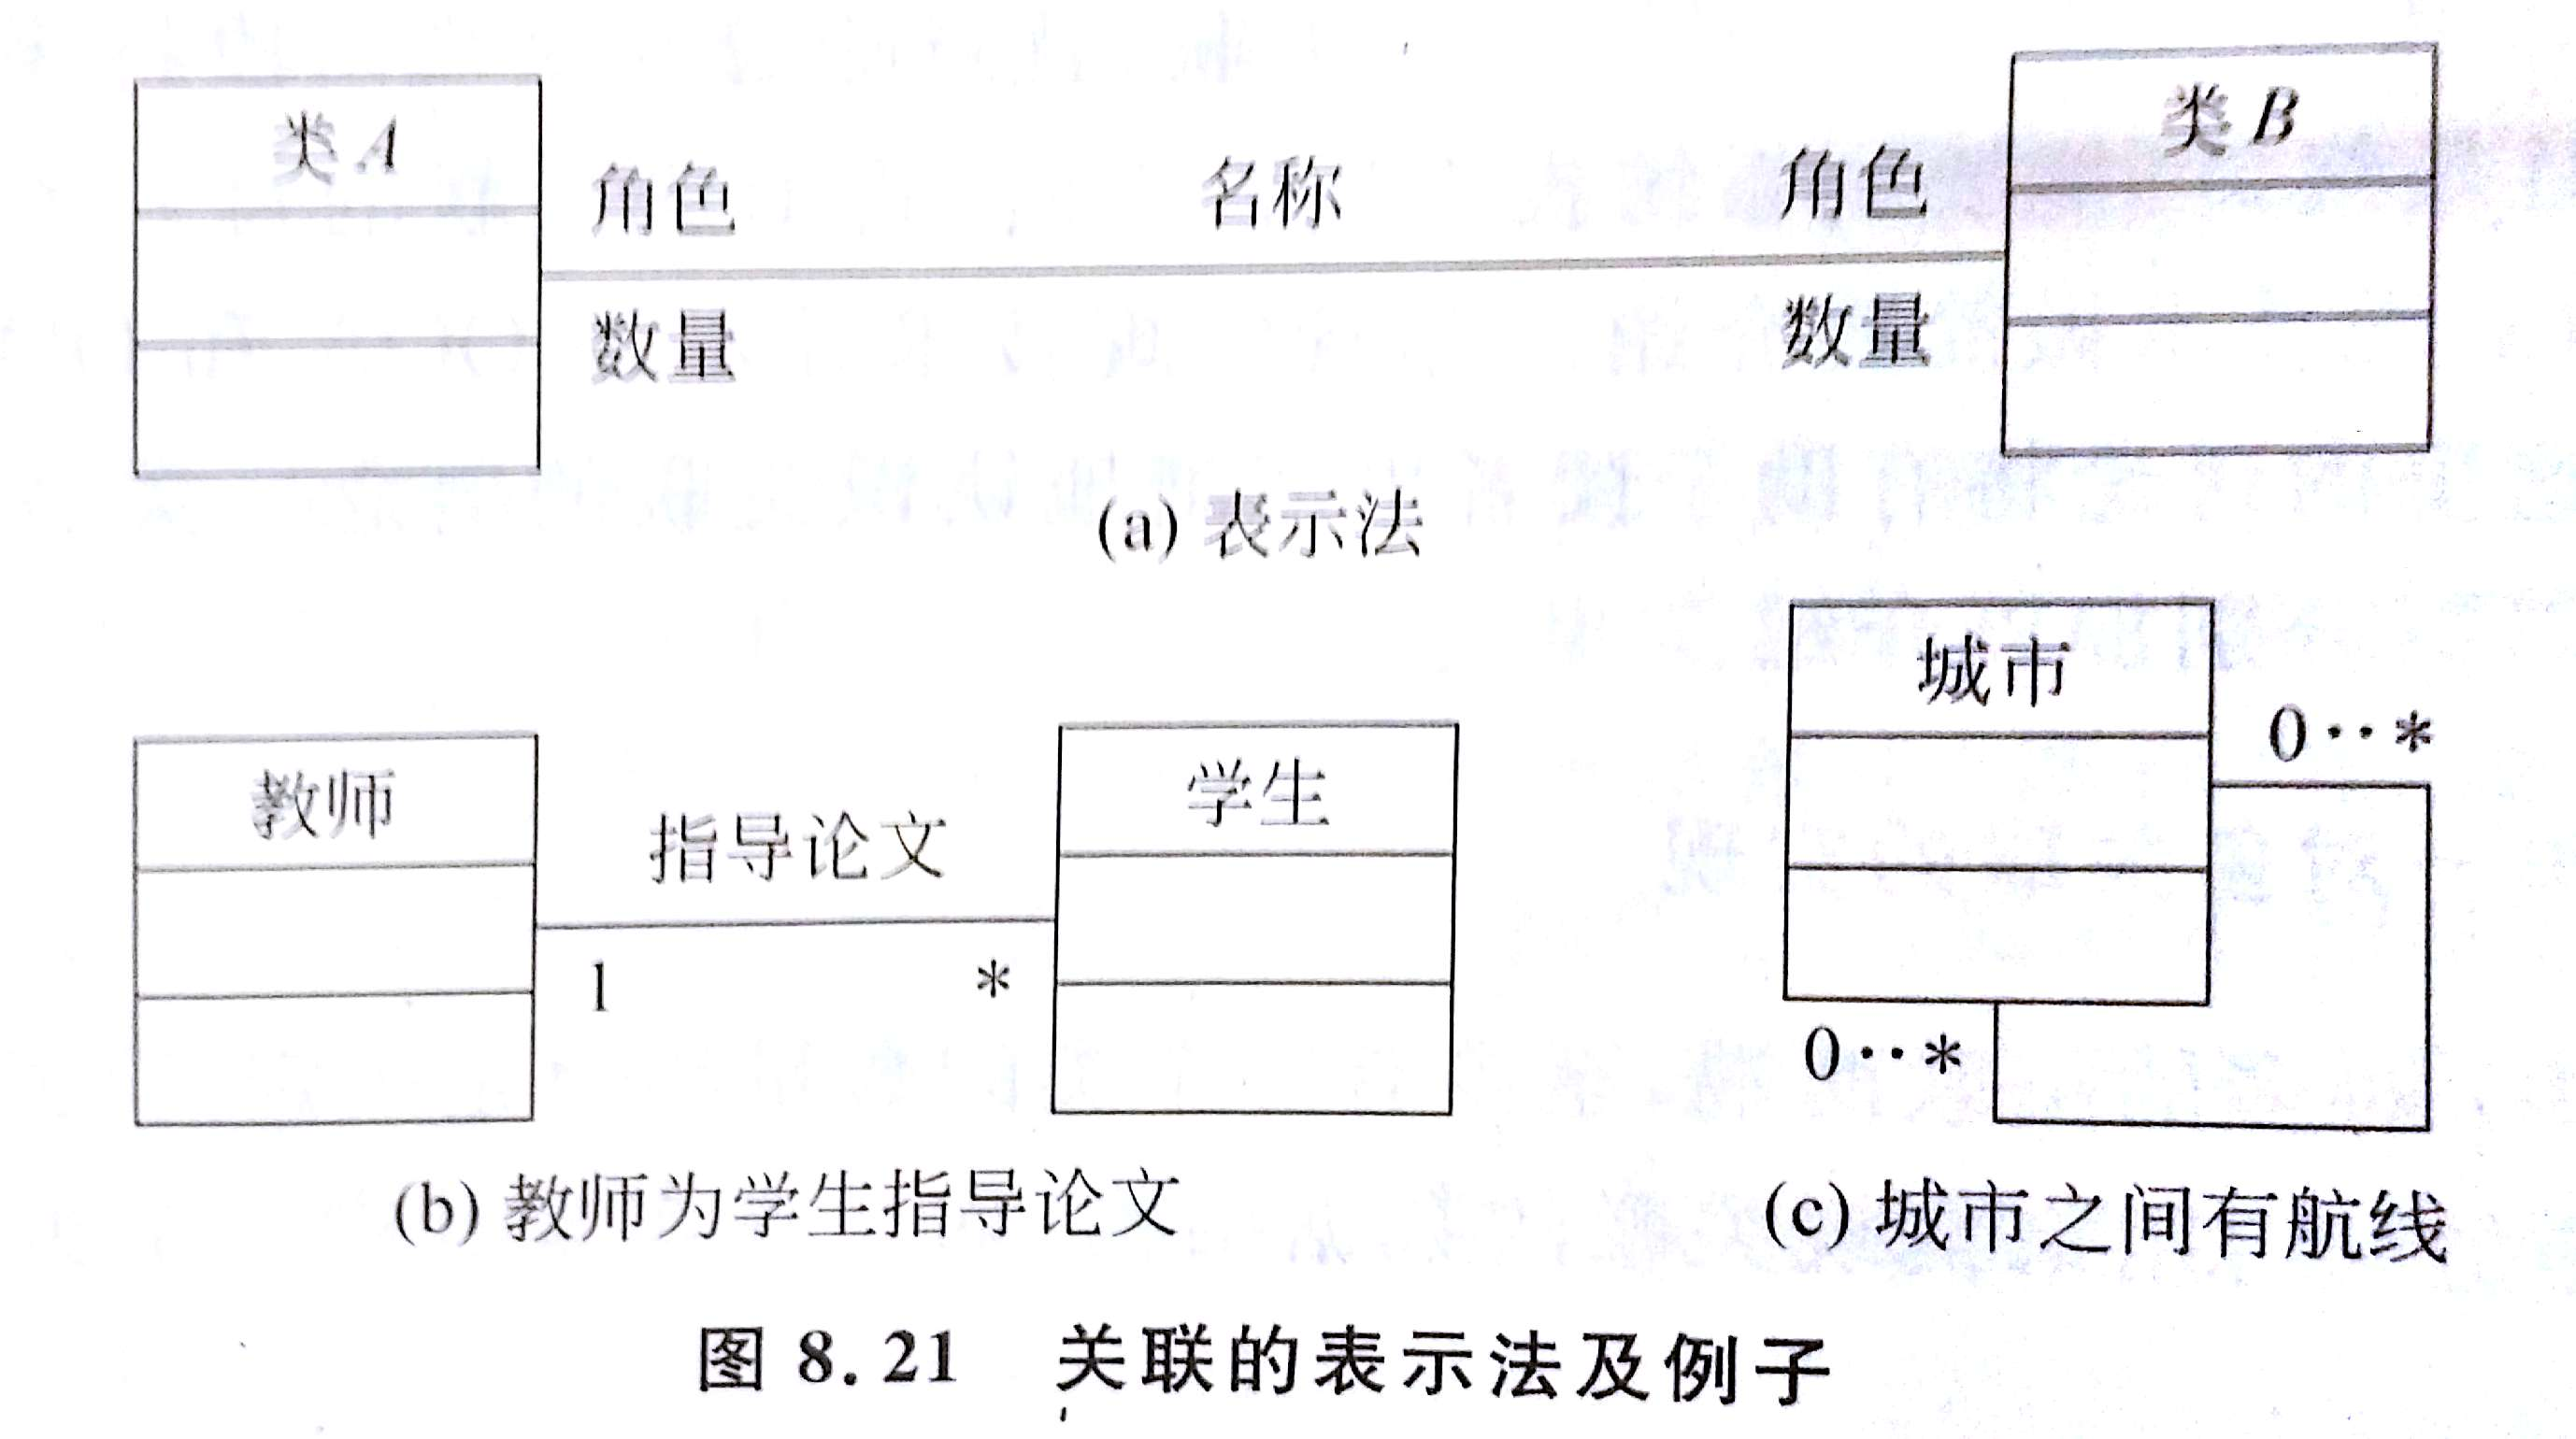 类A
类B
角色 名称 角色
数量 数量
(a) 表示法
教师
指导论文
1 *
学生
城市
0··*
0··*
(b) 教师为学生指导论文
(c) 城市之间有航线
图 8.21 关联的表示法及例子